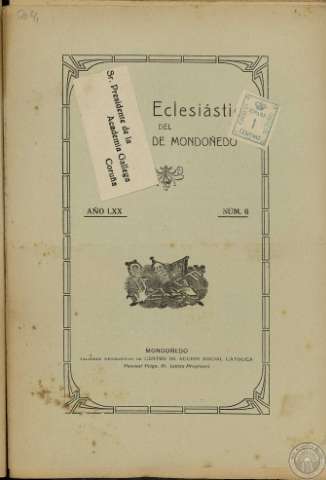 Sr. Presidente de la
Academia Gallega
Coruña
Eclesiásti
DEL
DE MONDOÑEDO
1
AÑO LXX
NÚM. 6
MONDOÑEDO
CENTRO DE ACCIÓN SOCIAL CATÓLICA